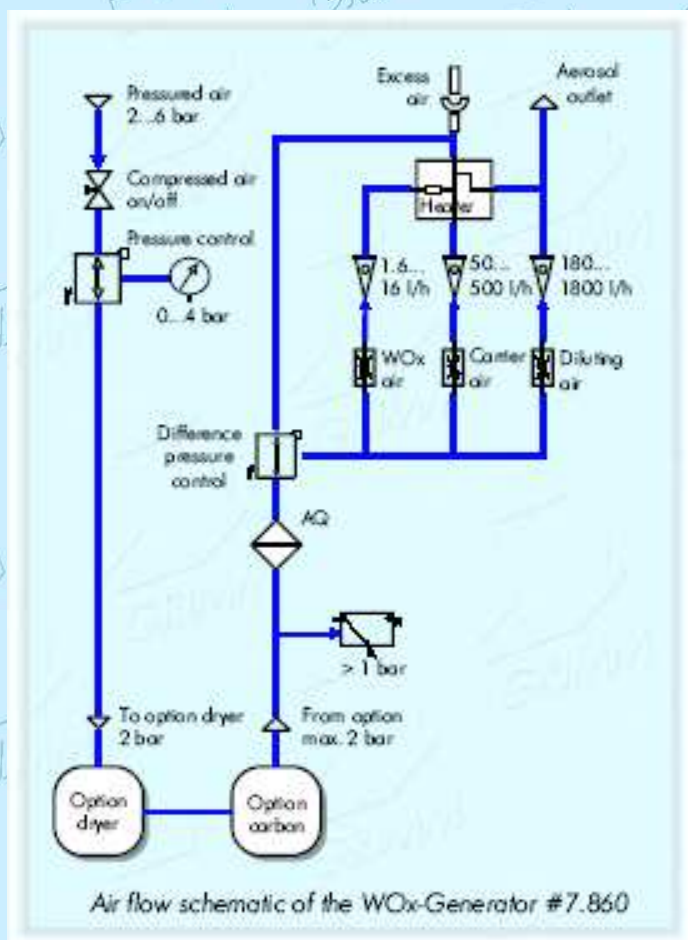 Pressured air
2...6 bar
Compressed air
on/off
Pressure control
0...4 bar
Excess
air
Aerosol
outlet
Heater
1.6...
16 l/h
50...
500 l/h
180...
1800 l/h
WOx
air
Carrier
air
Diluting
air
Difference
pressure
control
AQ
> 1 bar
To option dryer
2 bar
From option
max. 2 bar
Option
dryer
Option
carbon
Air flow schematic of the WOx-Generator #7.860